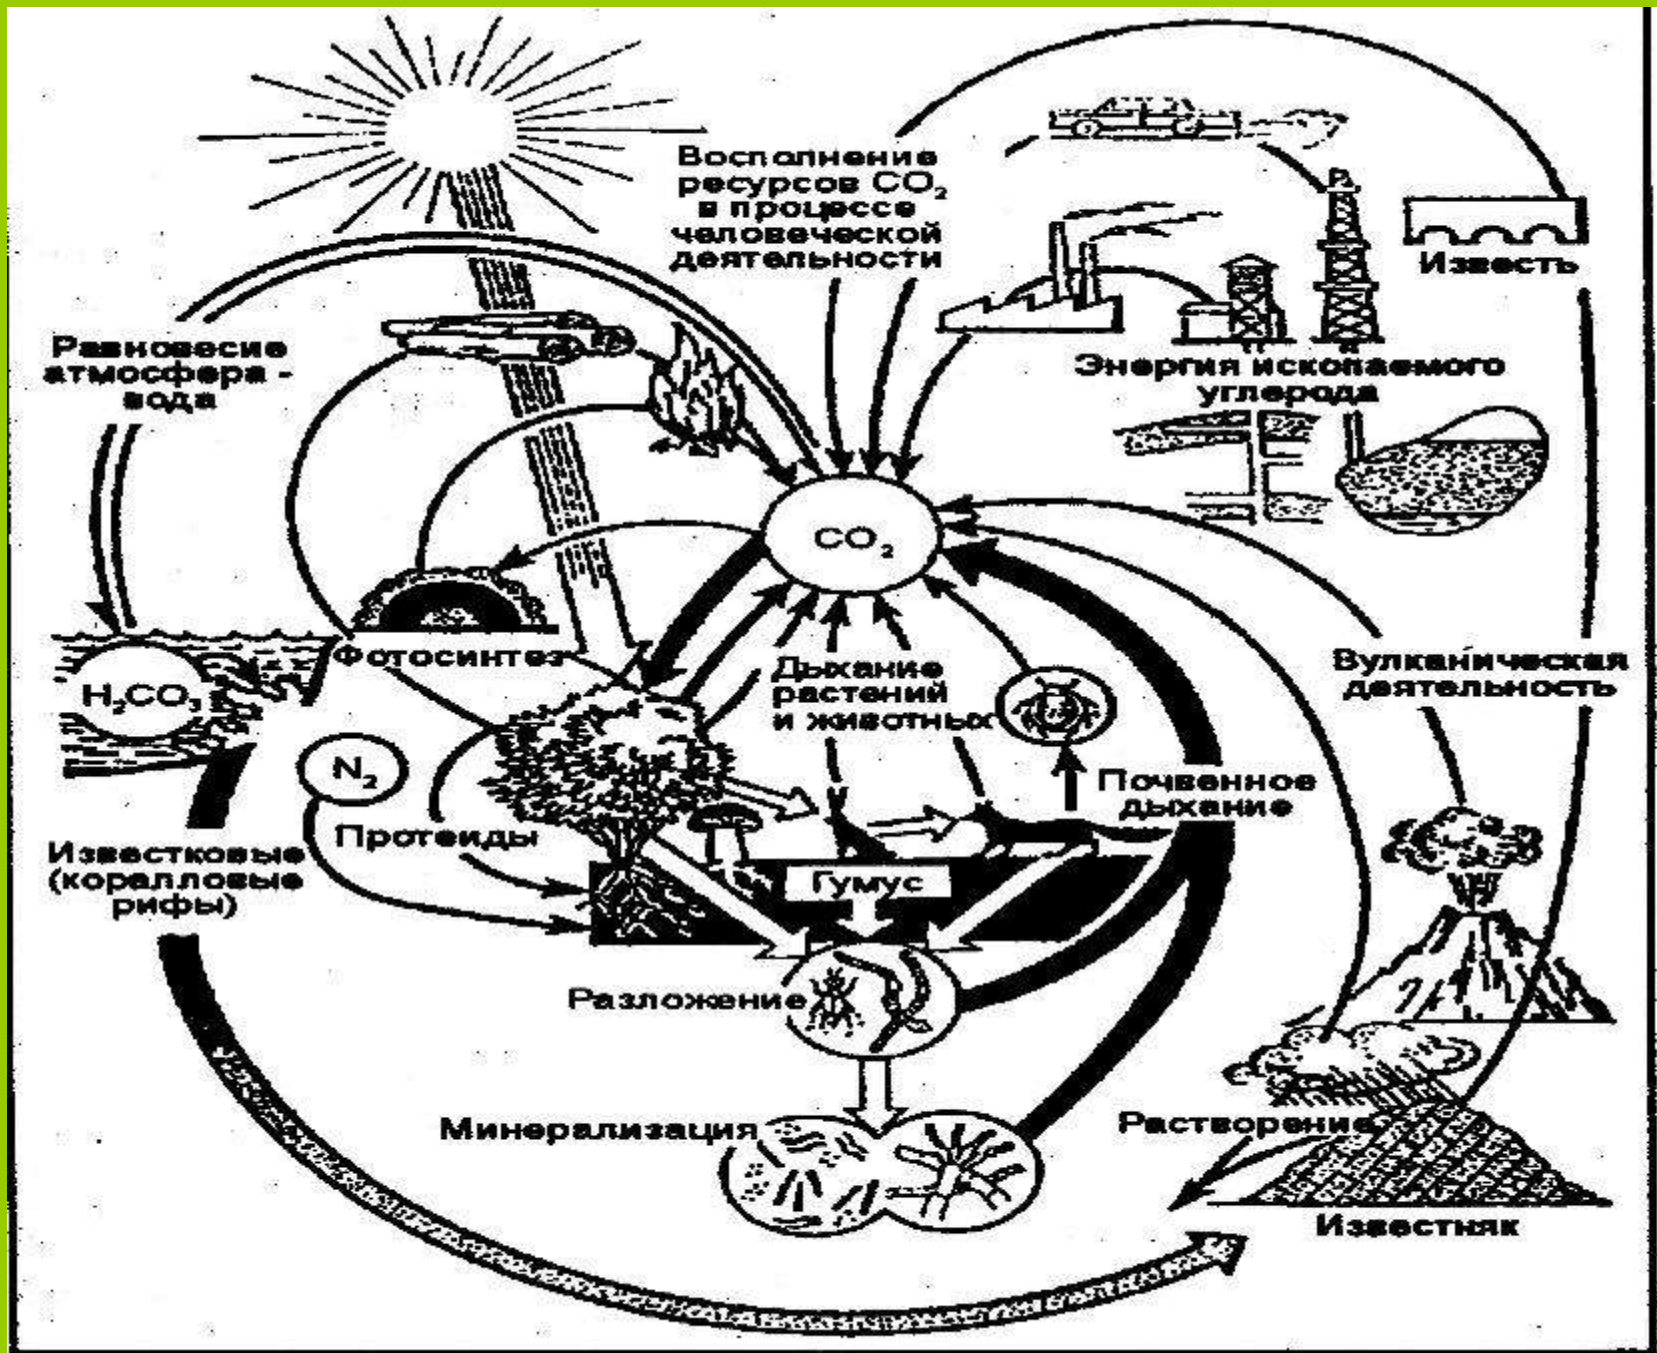 Восполнение
ресурсов CO₂
в процессе
человеческой
деятельности
Известь
Равновесие
атмосфера -
вода
Энергия ископаемого
углерода
CO₂
Фотосинтез
H₂CO₃
Дыхание
растений
и животных
Вулканическая
деятельность
N₂
Почвенное
дыхание
Протеиды
Известковые
(коралловые
рифы)
Гумус
Разложение
Минерализация
Растворение
Известняк